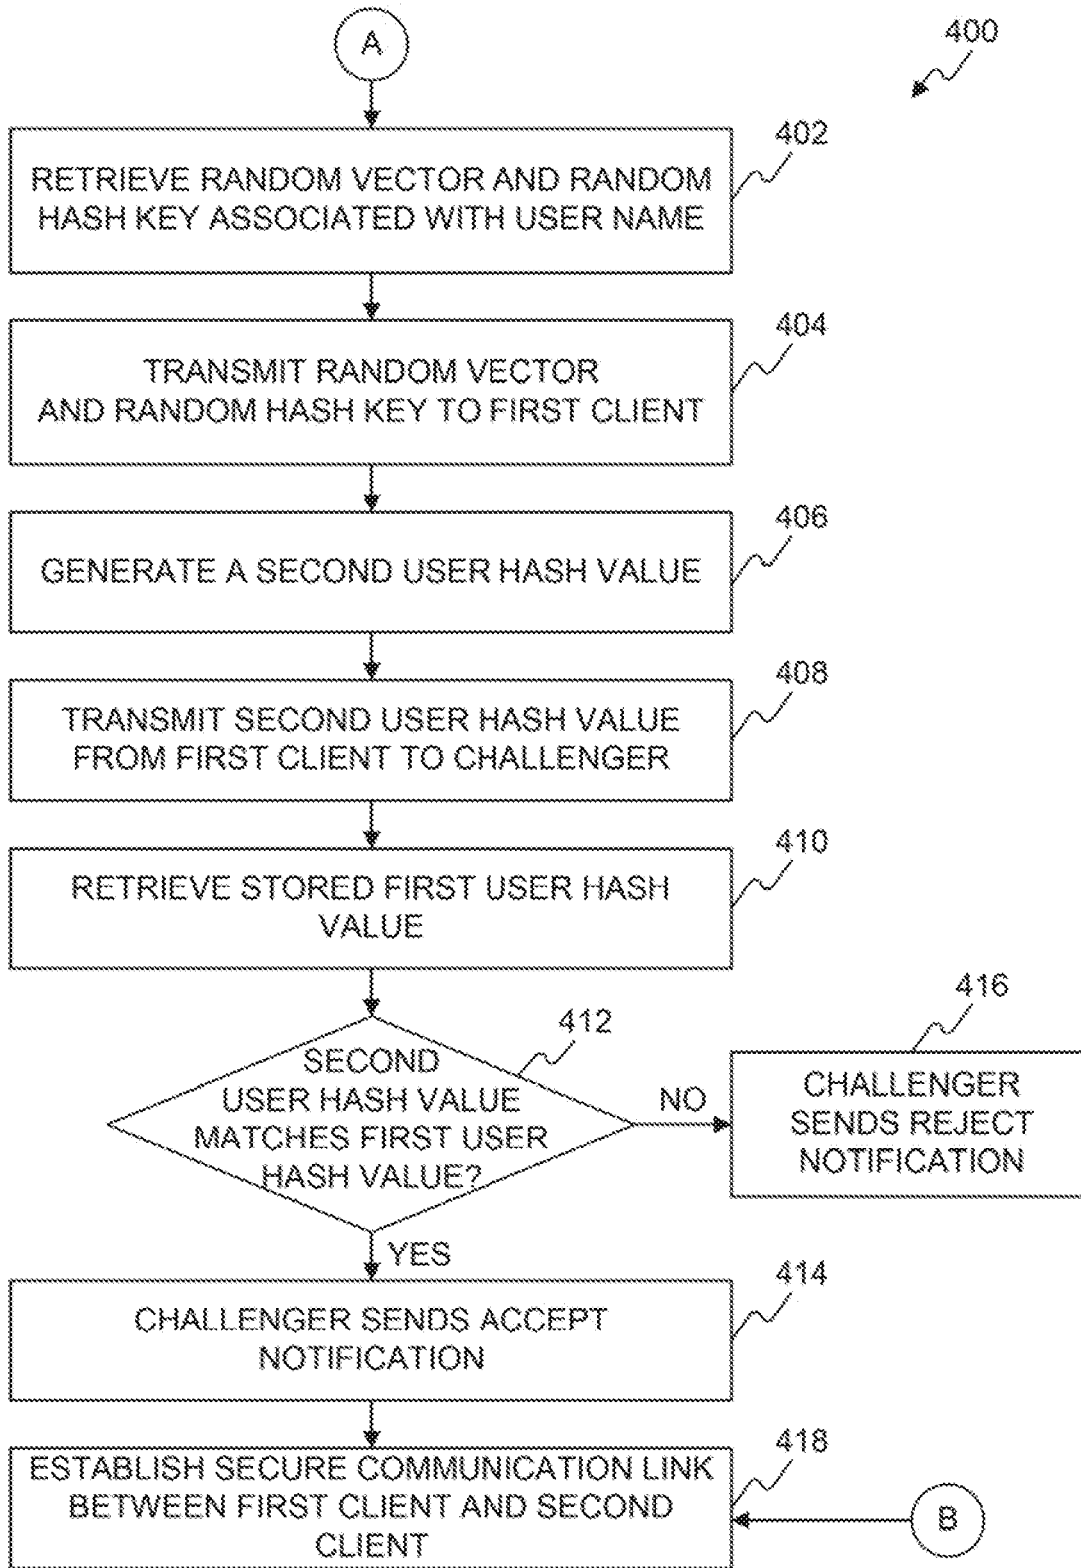 A
400
402
RETRIEVE RANDOM VECTOR AND RANDOM
HASH KEY ASSOCIATED WITH USER NAME
404
TRANSMIT RANDOM VECTOR
AND RANDOM HASH KEY TO FIRST CLIENT
406
GENERATE A SECOND USER HASH VALUE
408
TRANSMIT SECOND USER HASH VALUE
FROM FIRST CLIENT TO CHALLENGER
410
RETRIEVE STORED FIRST USER HASH
VALUE
412
SECOND
USER HASH VALUE
MATCHES FIRST USER
HASH VALUE?
NO
416
CHALLENGER
SENDS REJECT
NOTIFICATION
YES
414
CHALLENGER SENDS ACCEPT
NOTIFICATION
418
ESTABLISH SECURE COMMUNICATION LINK
BETWEEN FIRST CLIENT AND SECOND
CLIENT
B